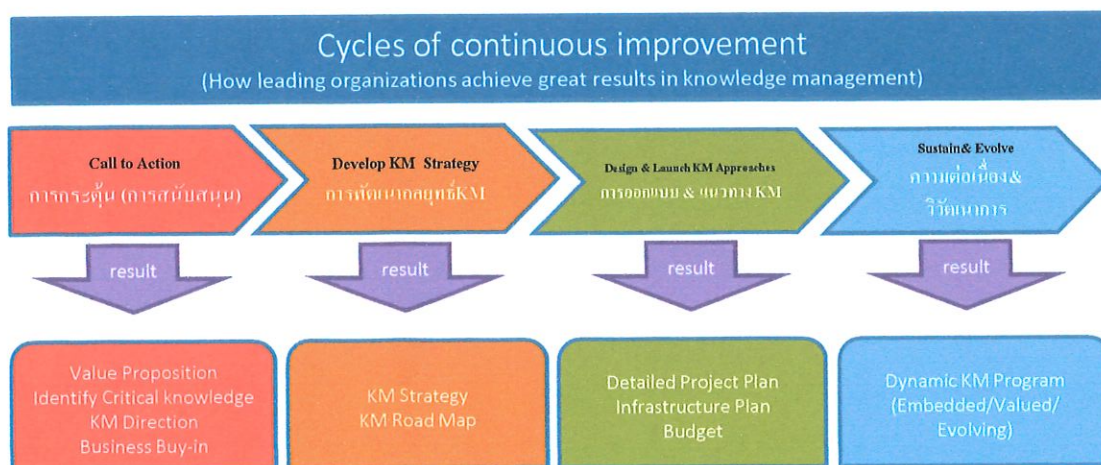 Cycles of continuous improvement
(How leading organizations achieve great results in knowledge management)
Call to Action
การกระตุ้น (การสนับสนุน)
Develop KM Strategy
การพัฒนากลยุทธ์KM
Design & Launch KM Approaches
การออกแบบ & แนวทาง KM
Sustain& Evolve
ความต่อเนื่อง&
วิวัฒนาการ
result
result
result
result
Value Proposition
Identify Critical knowledge
KM Direction
Business Buy-in
KM Strategy
KM Road Map
Detailed Project Plan
Infrastructure Plan
Budget
Dynamic KM Program
(Embedded/Valued/
Evolving)